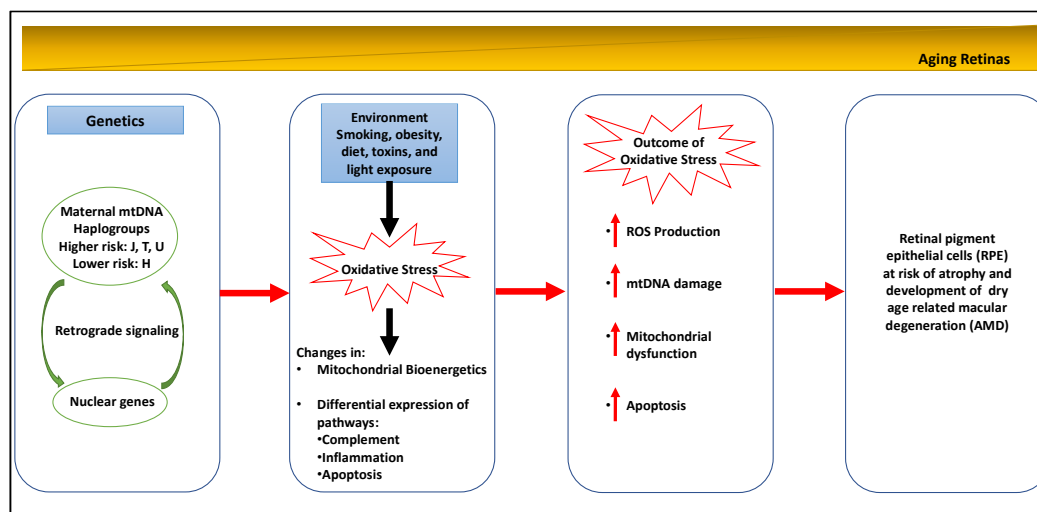 Aging Retinas
Genetics
Maternal mtDNA
Haplogroups
Higher risk: J, T, U
Lower risk: H
Retrograde signaling
Nuclear genes
Environment
Smoking, obesity,
diet, toxins, and
light exposure
Oxidative Stress
Changes in:
• Mitochondrial Bioenergetics
• Differential expression of
pathways:
•Complement
•Inflammation
•Apoptosis
Outcome of
Oxidative Stress
• ROS Production
• mtDNA damage
• Mitochondrial
dysfunction
• Apoptosis
Retinal pigment
epithelial cells (RPE)
at risk of atrophy and
development of dry
age related macular
degeneration (AMD)